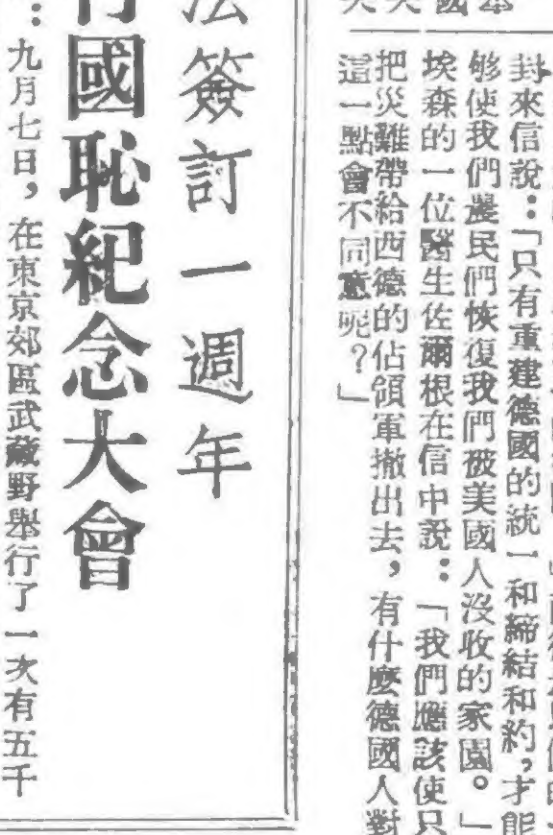 封來信說：「只有重建德國的統一和締結和約，才能
够使我們農民們恢復我們被美國人沒收的家園。」
埃森的一位醫生佐爾根在信中說：「我們應該使只
把災難帶給西德的佔領軍撤出去，有什麼德國人對
這一點會不同意呢？」
法簽訂一週年
行國恥紀念大會
：九月七日，在東京郊區武藏野舉行了一次有五千